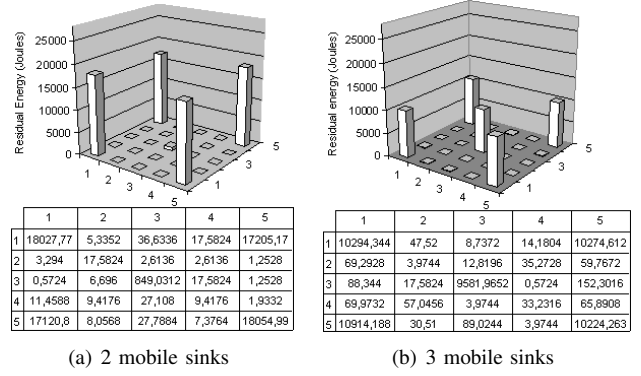 Residual Energy (Joules)
25000
20000
15000
10000
5000
0
1
2
3
4
5
1
3
5
1 2 3 4 5
1 18027,77 5,3352 36,6336 17,5824 17205,17
2 3,294 17,5824 2,6136 2,6136 1,2528
3 0,5724 6,696 849,0312 17,5824 1,2528
4 11,4588 9,4176 27,108 9,4176 1,9332
5 17120,8 8,0568 27,7884 7,3764 18054,99
(a) 2 mobile sinks
Residual energy (Joules)
25000
20000
15000
10000
5000
0
1
2
3
4
5
1
3
5
1 2 3 4 5
1 10294,344 47,52 8,7372 14,1804 10274,612
2 69,2928 3,9744 12,8196 35,2728 59,7672
3 88,344 17,5824 9581,9652 0,5724 152,3016
4 69,9732 57,0456 3,9744 33,2316 65,8908
5 10914,188 30,51 89,0244 3,9744 10224,263
(b) 3 mobile sinks